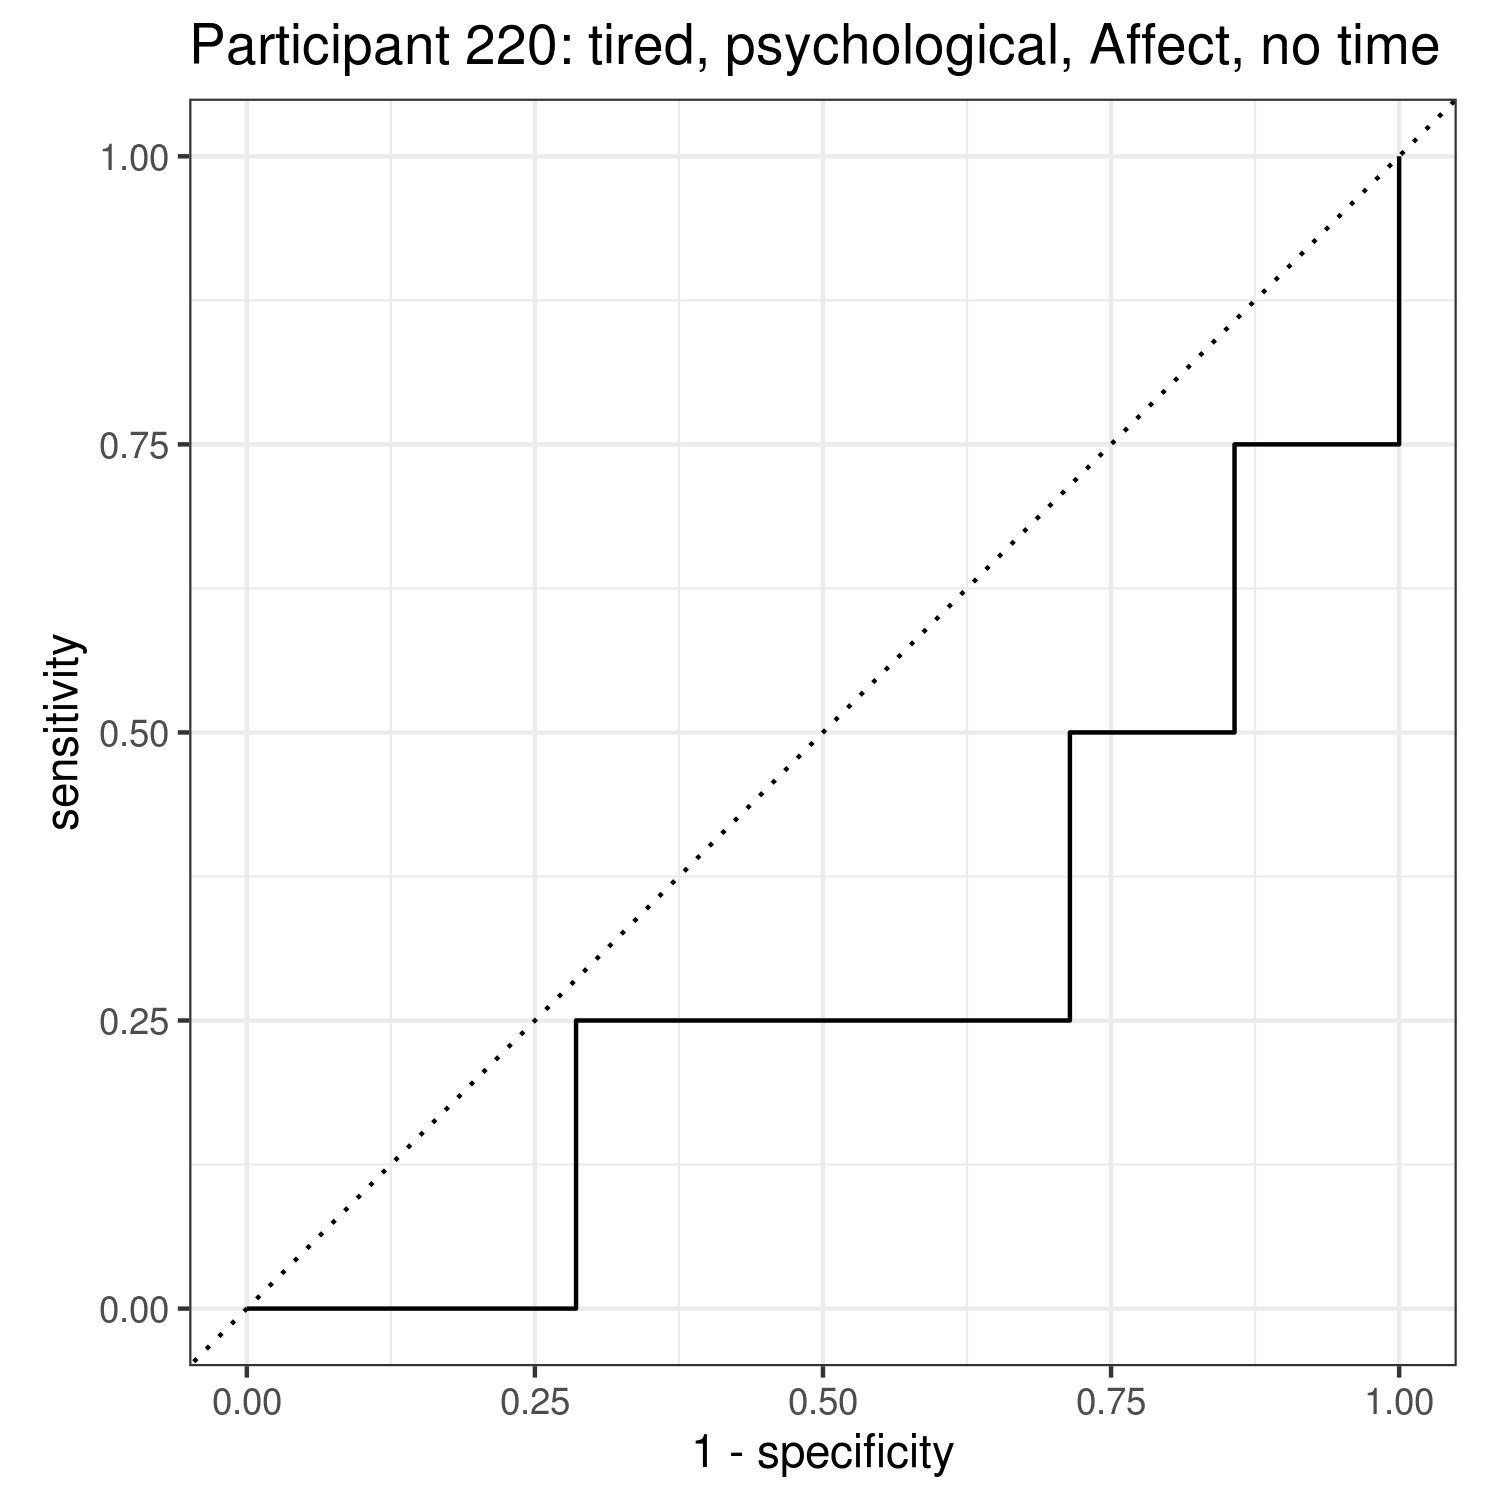 Participant 220: tired, psychological, Affect, no time
1.00
0.75
0.50
0.25
0.00
sensitivity
0.00 0.25 0.50 0.75 1.00
1 - specificity